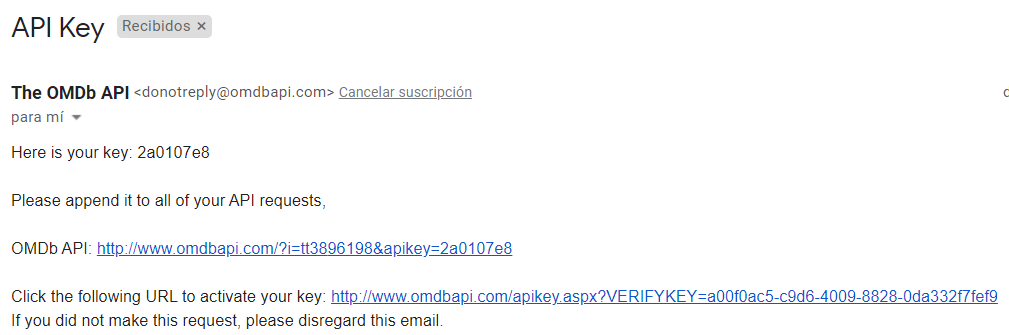 API Key Recibidos ×
The OMDb API <donotreply@omdbapi.com> Cancelar suscripción
para mí
Here is your key: 2a0107e8
Please append it to all of your API requests,
OMDb API: http://www.omdbapi.com/?i=tt3896198&apikey=2a0107e8
Click the following URL to activate your key: http://www.omdbapi.com/apikey.aspx?VERIFYKEY=a00f0ac5-c9d6-4009-8828-0da332f7fef9
If you did not make this request, please disregard this email.